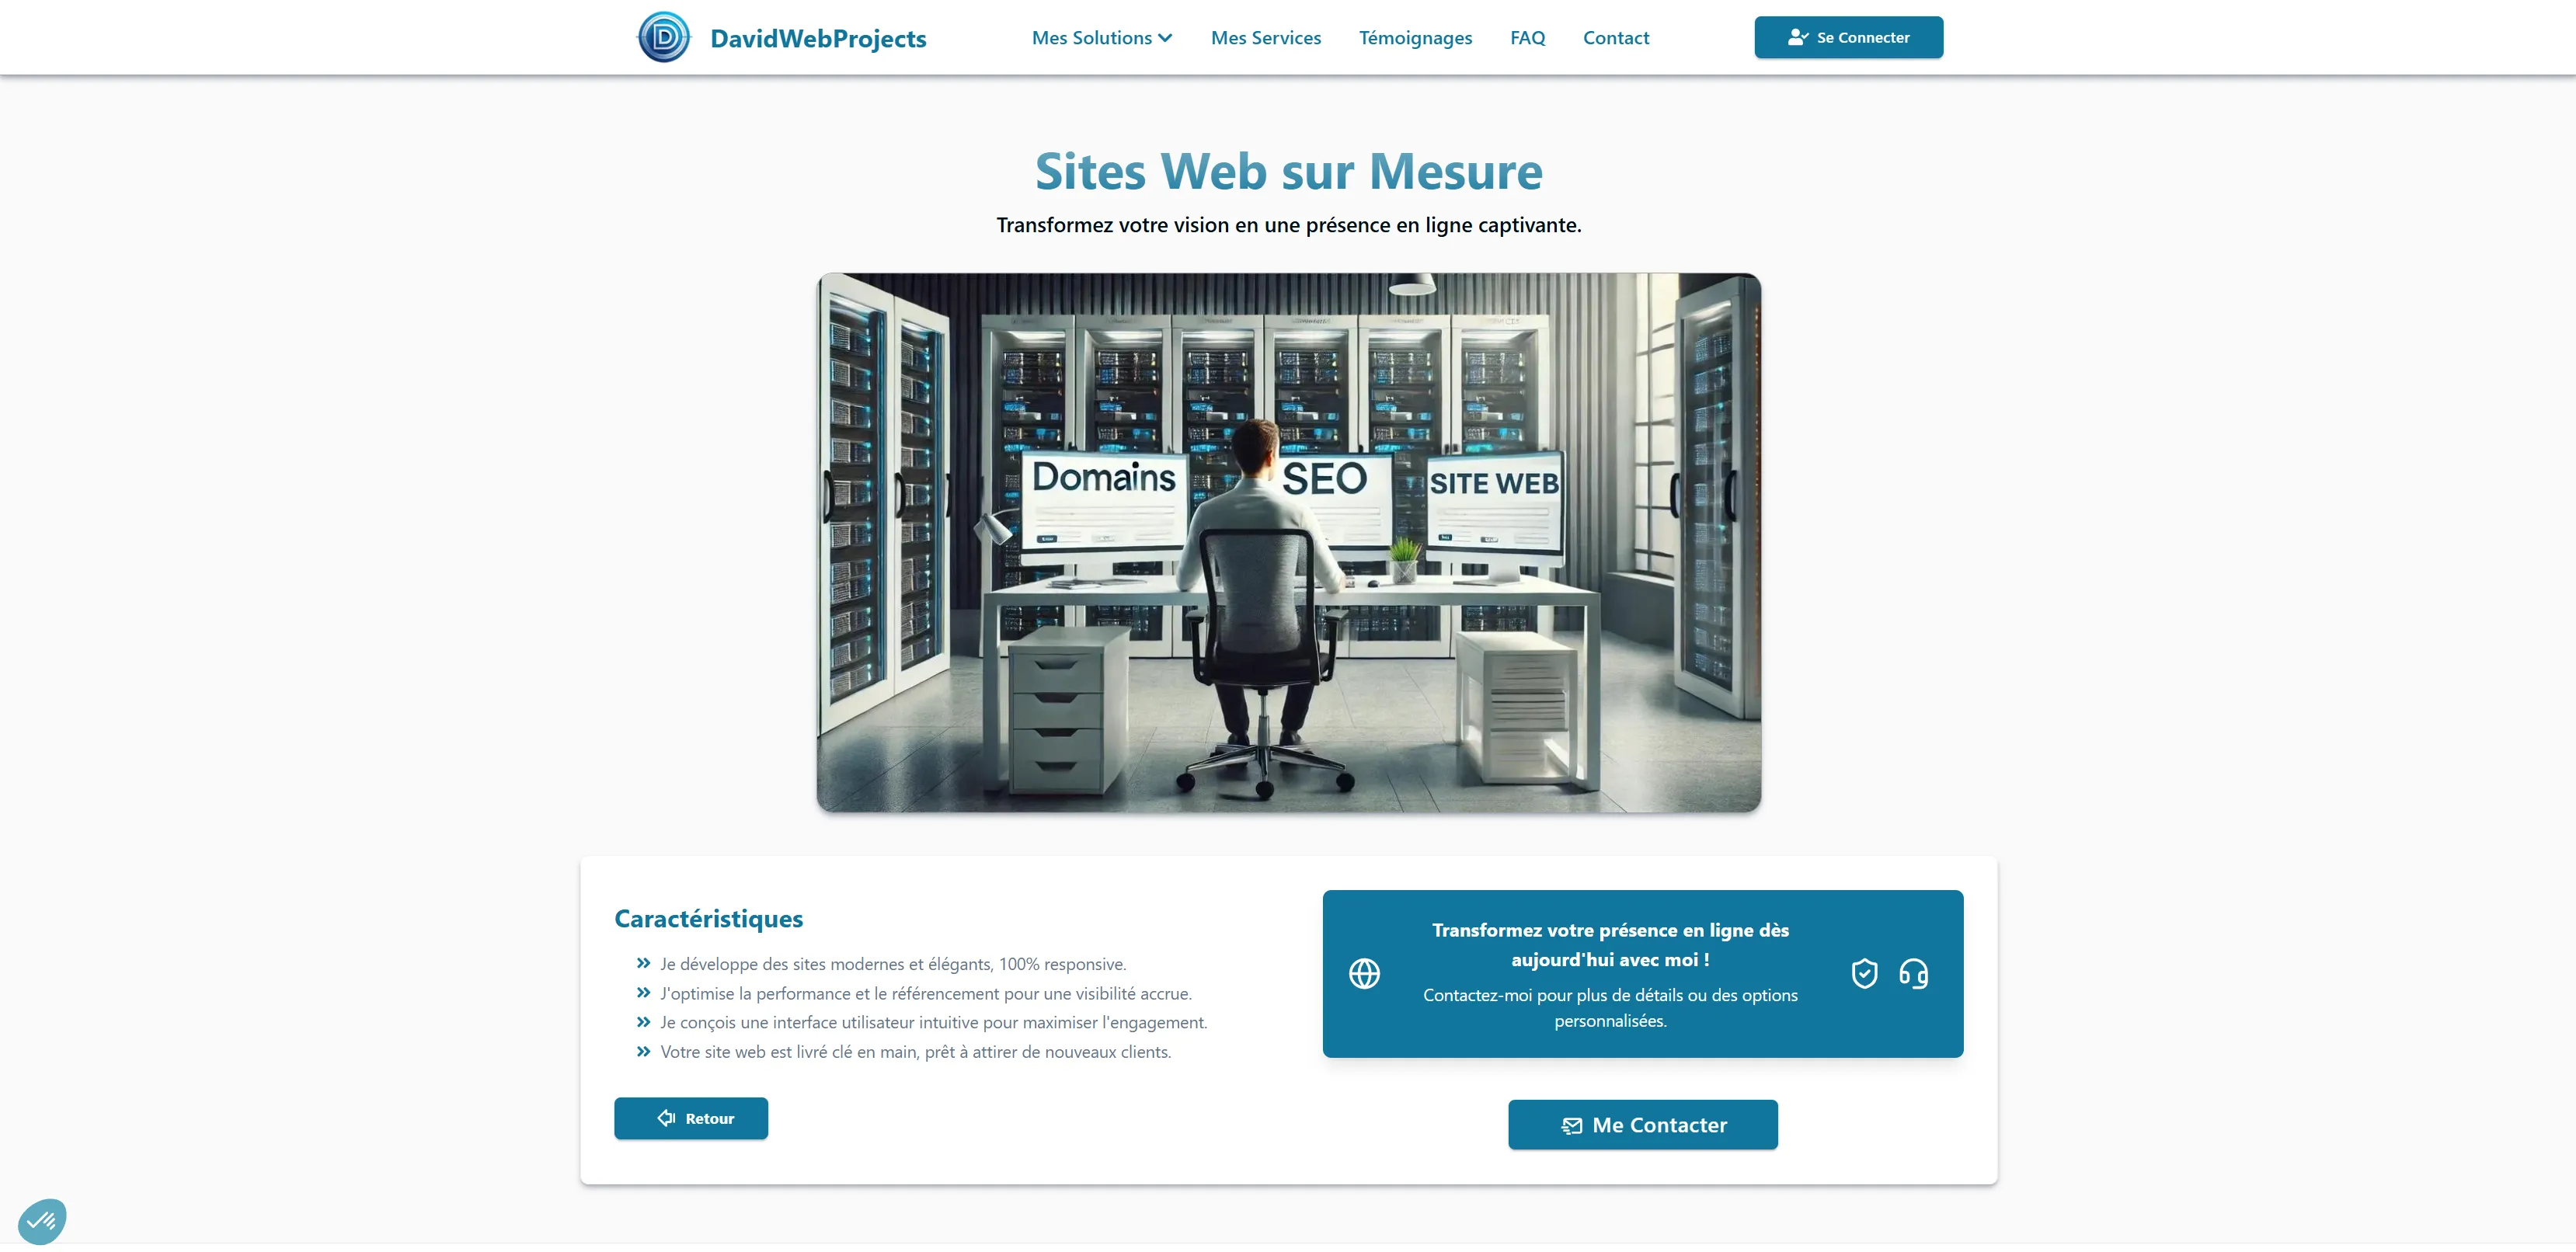 DavidWebProjects
Mes Solutions
Mes Services
Témoignages
FAQ
Contact
Se Connecter
Sites Web sur Mesure
Transformez votre vision en une présence en ligne captivante.
Domains
SEO
SITE WEB
Caractéristiques
Je développe des sites modernes et élégants, 100% responsive.
J'optimise la performance et le référencement pour une visibilité accrue.
Je conçois une interface utilisateur intuitive pour maximiser l'engagement.
Votre site web est livré clé en main, prêt à attirer de nouveaux clients.
Retour
Transformez votre présence en ligne dès
aujourd'hui avec moi !
Contactez-moi pour plus de détails ou des options
personnalisées.
Me Contacter